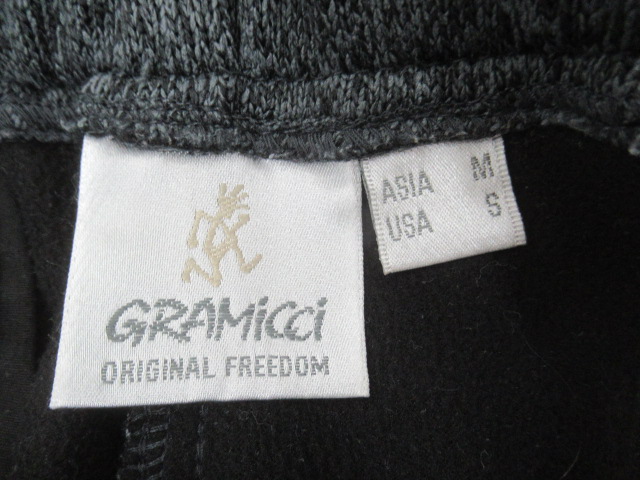 GRAMiCCi
ORIGINAL FREEDOM
ASIA M
USA S